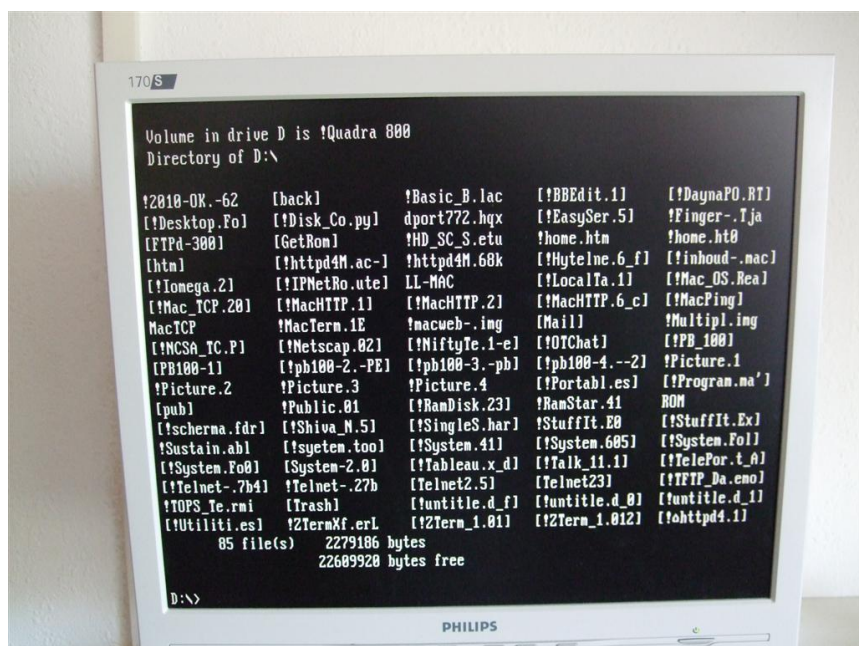 170 S
Volume in drive D is !Quadra 800
Directory of D:\
!2010-OK.-62 [back] !Basic_B.lac [!BBEdit.1] [!DaynaPO.RT]
[!Desktop.Fo] [!Disk_Co.py] dport772.hqx [!EasySer.5] !Finger-.Tja
[FTPd-300] [GetRom] !HD_SC_S.etu !home.htm !home.ht0
[htm] [!httpd4M.ac-] !httpd4M.68k [!Hytelne.6_f] [!inhoud-.mac]
[!Iomega.2] [!IPNetRo.ute] LL-MAC [!LocalTa.1] [!Mac_OS.Rea]
[!Mac_TCP.20] [!MacHTTP.1] [!MacHTTP.2] [!MacHTTP.6_c] [!MacPing]
MacTCP !MacTerm.1E !macweb-.img [Mail] !Multipl.img
[!NCSA_TC.P] [!Netscap.02] [!NiftyTe.1-e] [!OTChat] [!PB_100]
[PB100-1] [!pb100-2.-PE] [!pb100-3.-pb] [!pb100-4.--2] !Picture.1
!Picture.2 !Picture.3 !Picture.4 [!Portabl.es] [!Program.ma']
[pub] !Public.01 [!RamDisk.23] !RamStar.41 ROM
[!scherma.fdr] [!Shiva_N.5] [!SingleS.har] !StuffIt.E0 [!StuffIt.Ex]
!Sustain.abl [!syetem.too] [!System.41] [!System.605] [!System.Fol]
[!System.Fo0] [System-2.0] [!Tableau.x_d] [!Talk_11.1] [!TelePor.t_A]
[!Telnet-.7b4] !Telnet-.27b [Telnet2.5] [Telnet23] [!TFTP_Da.emo]
!TOPS_Te.rmi [Trash] [!untitle.d_f] [!untitle.d_0] [!untitle.d_1]
[!Utiliti.es] !ZTermXf.erL [!ZTerm_1.01] [!ZTerm_1.012] [!ohttpd4.1]
85 file(s) 2279186 bytes
22609920 bytes free
D:\>
PHILIPS